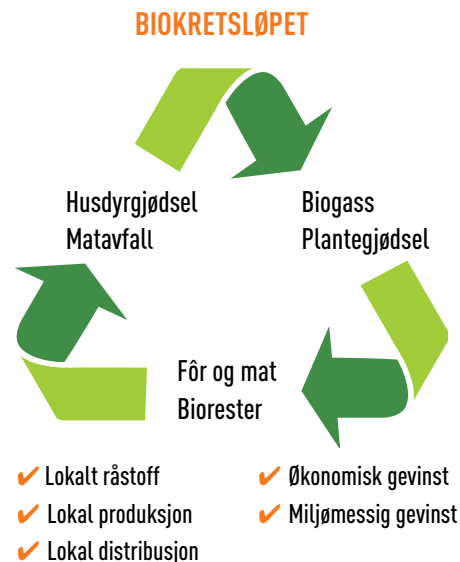 BIOKRETSLØPET
Husdyrgjødsel
Matavfall
Biogass
Plantegjødsel
Fôr og mat
Biorester
✔ Lokalt råstoff
✔ Lokal produksjon
✔ Lokal distribusjon
✔ Økonomisk gevinst
✔ Miljømessig gevinst